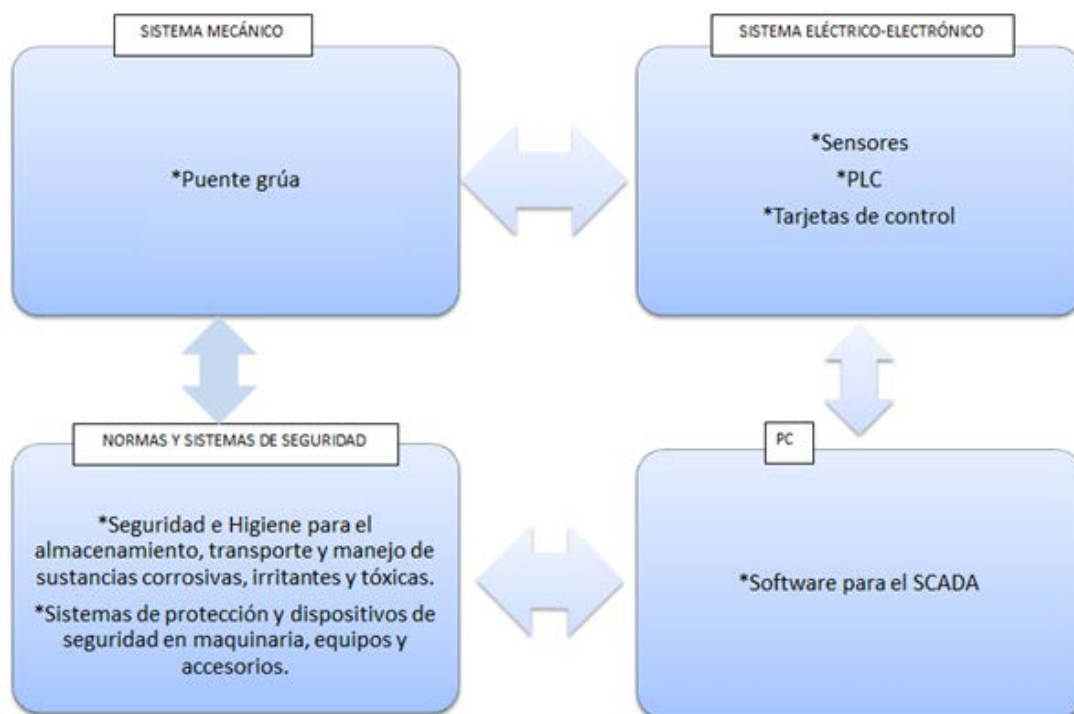 SISTEMA MECÁNICO
*Puente grúa
SISTEMA ELÉCTRICO-ELECTRÓNICO
*Sensores
*PLC
*Tarjetas de control
NORMAS Y SISTEMAS DE SEGURIDAD
*Seguridad e Higiene para el
almacenamiento, transporte y manejo de
sustancias corrosivas, irritantes y tóxicas.
*Sistemas de protección y dispositivos de
seguridad en maquinaria, equipos y
accesorios.
PC
*Software para el SCADA